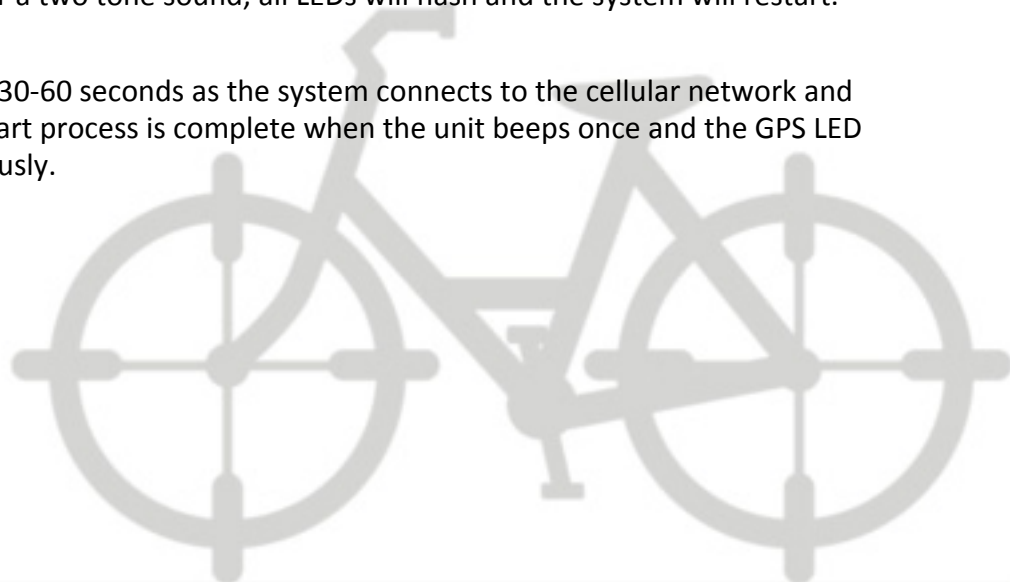 a two tone sound, all LEDs will flash and the system will restart.
30-60 seconds as the system connects to the cellular network and
art process is complete when the unit beeps once and the GPS LED
usly.